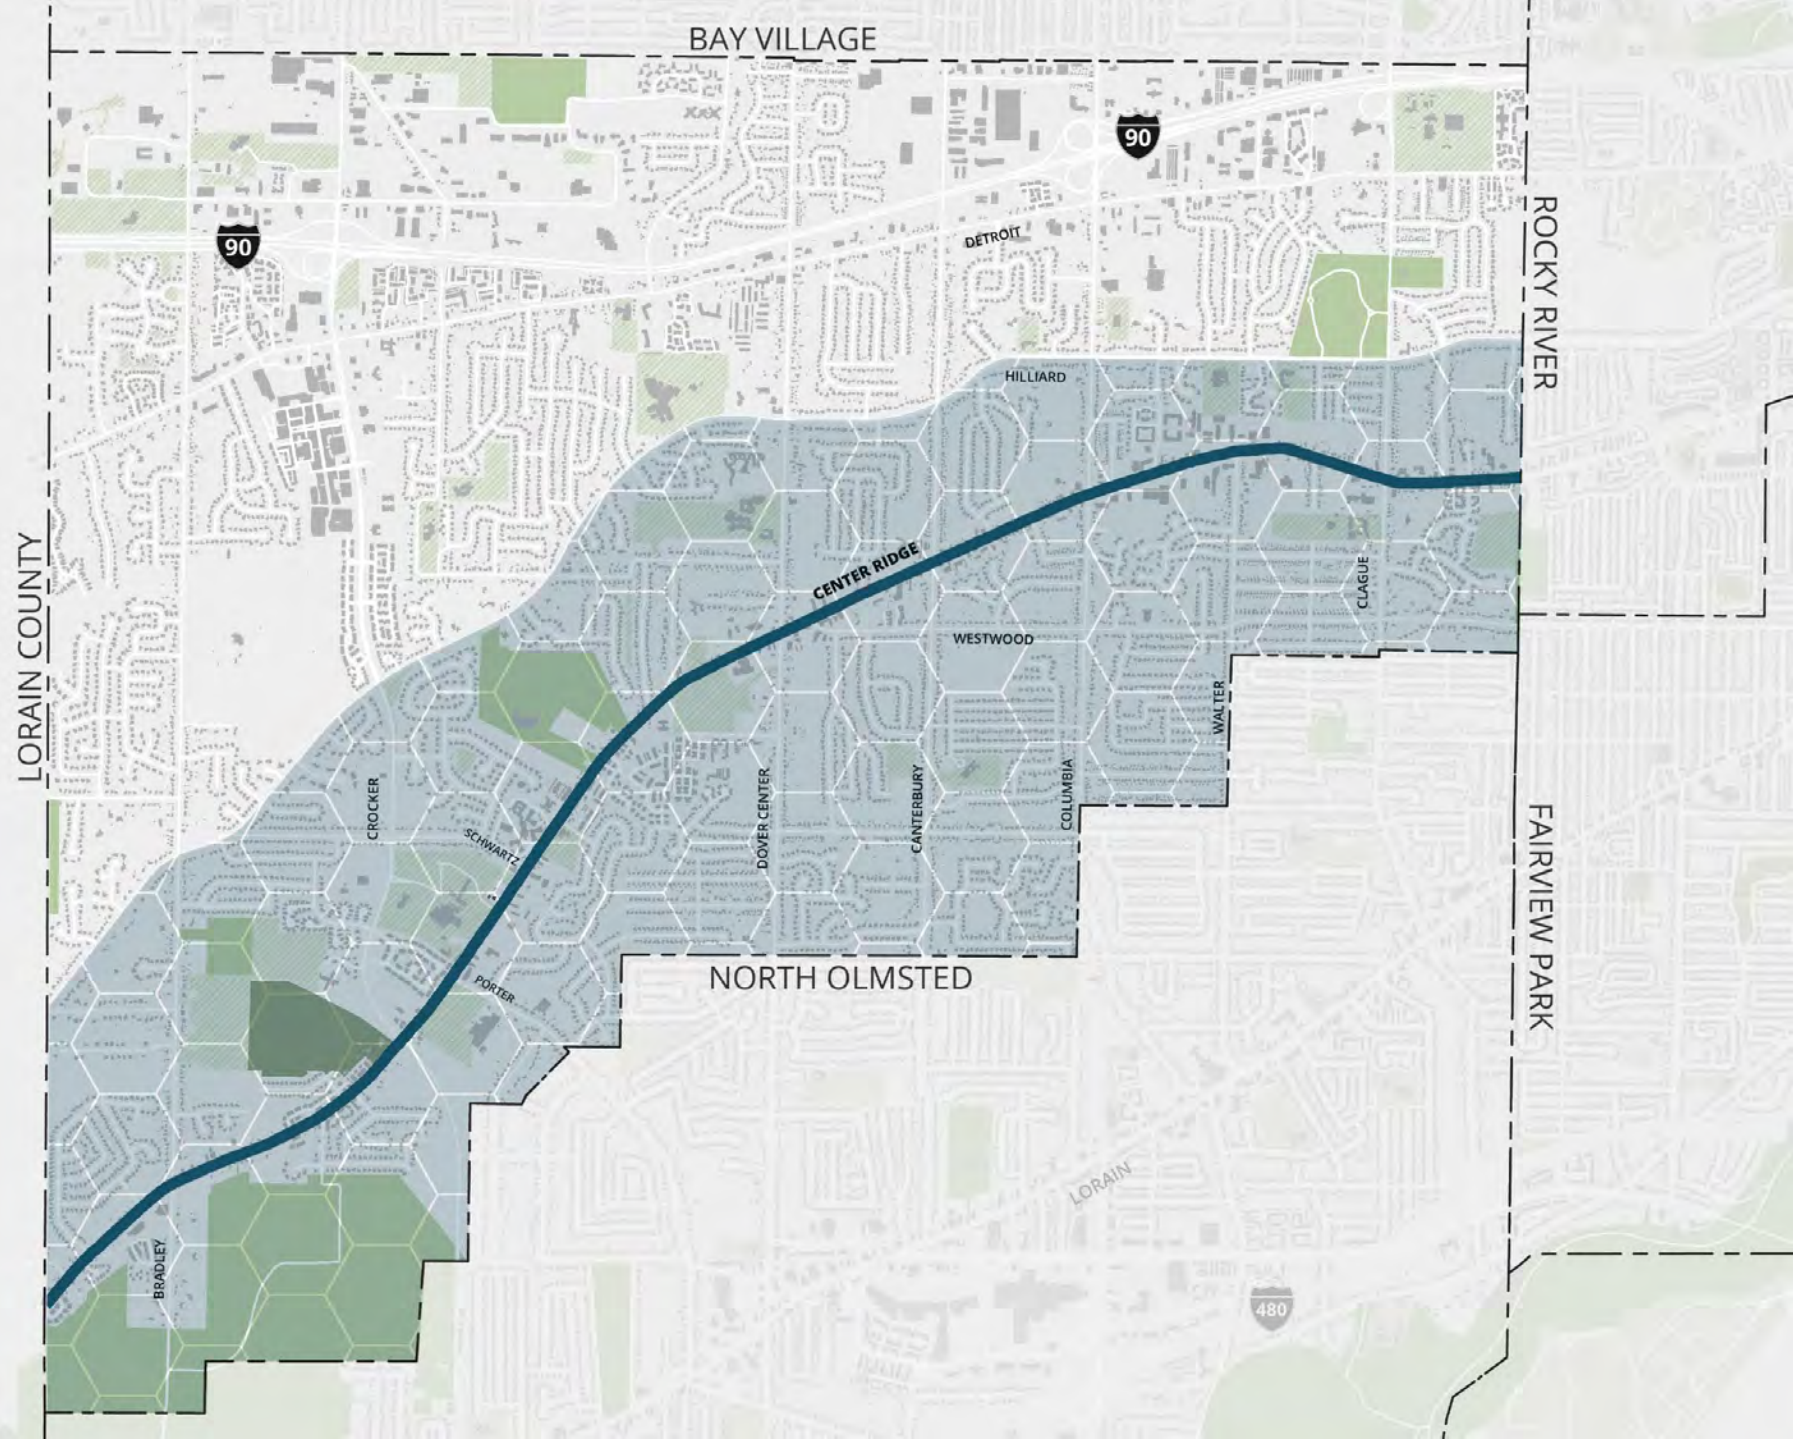 BAY VILLAGE
90
90
ROCKY RIVER
DETROIT
HILLIARD
LORAIN COUNTY
CENTER RIDGE
CLAGUE
WESTWOOD
WALTER
CROCKER
SCHWARTZ
DOVER CENTER
CANTERBURY
COLUMBIA
FAIRVIEW PARK
NORTH OLMSTED
PORTER
LORAIN
BRADLEY
480